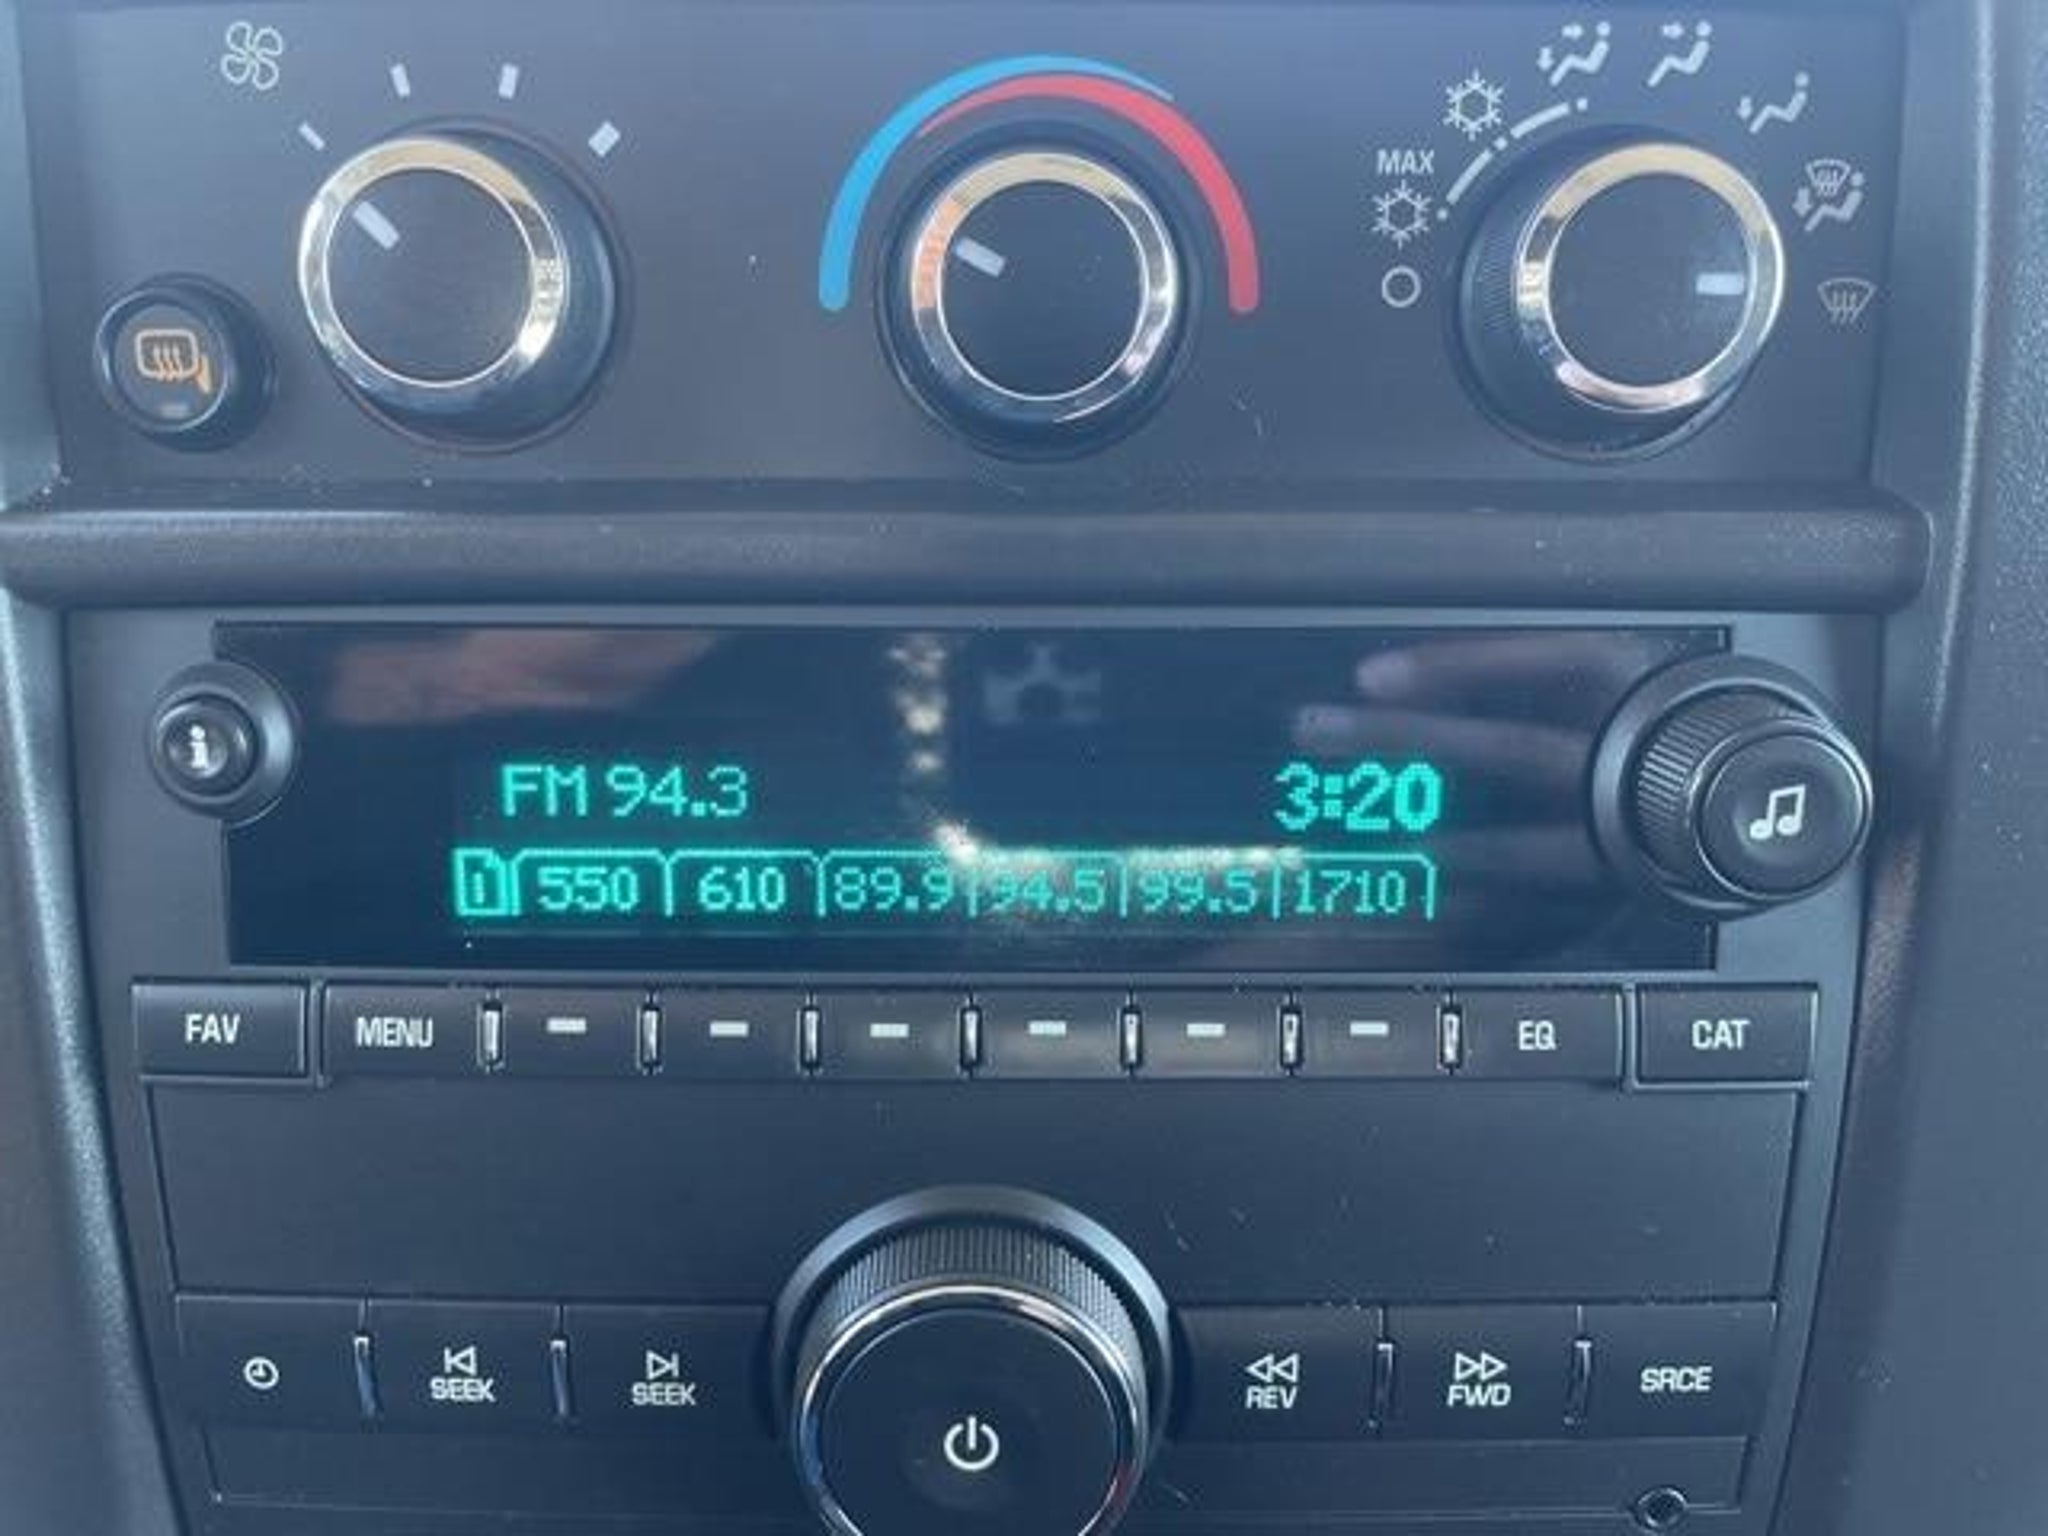 MAX
FM 94.3 3:20
1 550 610 89.9 94.5 99.5 1710
FAV MENU EQ CAT
SEEK SEEK REV FWD SRCE